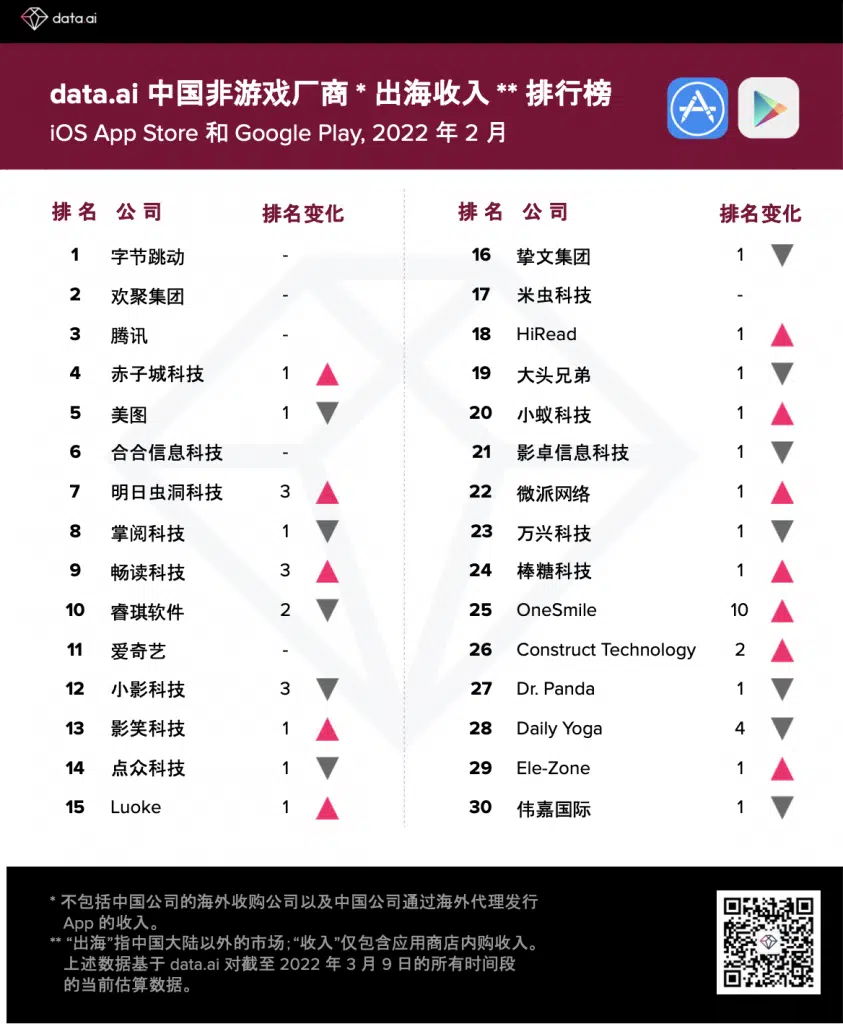 data.ai
data.ai 中国非游戏厂商 * 出海收入 ** 排行榜
iOS App Store 和 Google Play, 2022 年 2 月
排名 公司 排名变化
1 字节跳动 -
2 欢聚集团 -
3 腾讯 -
4 赤子城科技 1 ▲
5 美图 1 ▼
6 合合信息科技 -
7 明日虫洞科技 3 ▲
8 掌阅科技 1 ▼
9 畅读科技 3 ▲
10 睿琪软件 2 ▼
11 爱奇艺 -
12 小影科技 3 ▼
13 影笑科技 1 ▲
14 点众科技 1 ▼
15 Luoke 1 ▲
排名 公司 排名变化
16 挚文集团 1 ▼
17 米虫科技 -
18 HiRead 1 ▲
19 大头兄弟 1 ▼
20 小蚁科技 1 ▲
21 影卓信息科技 1 ▼
22 微派网络 1 ▲
23 万兴科技 1 ▼
24 棒糖科技 1 ▲
25 OneSmile 10 ▲
26 Construct Technology 2 ▲
27 Dr. Panda 1 ▼
28 Daily Yoga 4 ▼
29 Ele-Zone 1 ▲
30 伟嘉国际 1 ▼
* 不包括中国公司的海外收购公司以及中国公司通过海外代理发行
App 的收入。
** “出海”指中国大陆以外的市场；“收入”仅包含应用商店内购收入。
上述数据基于 data.ai 对截至 2022 年 3 月 9 日的所有时间段
的当前估算数据。